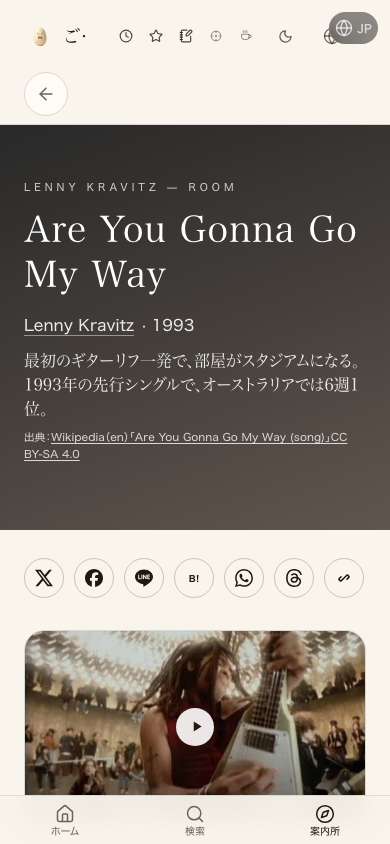 ご·
JP
LENNY KRAVITZ — ROOM
Are You Gonna Go
My Way
Lenny Kravitz · 1993
最初のギターリフ一発で、部屋がスタジアムになる。
1993年の先行シングルで、オーストラリアでは6週1
位。
出典：Wikipedia（en）「Are You Gonna Go My Way (song)」CC
BY-SA 4.0
LINE
B!
ホーム
検索
案内所